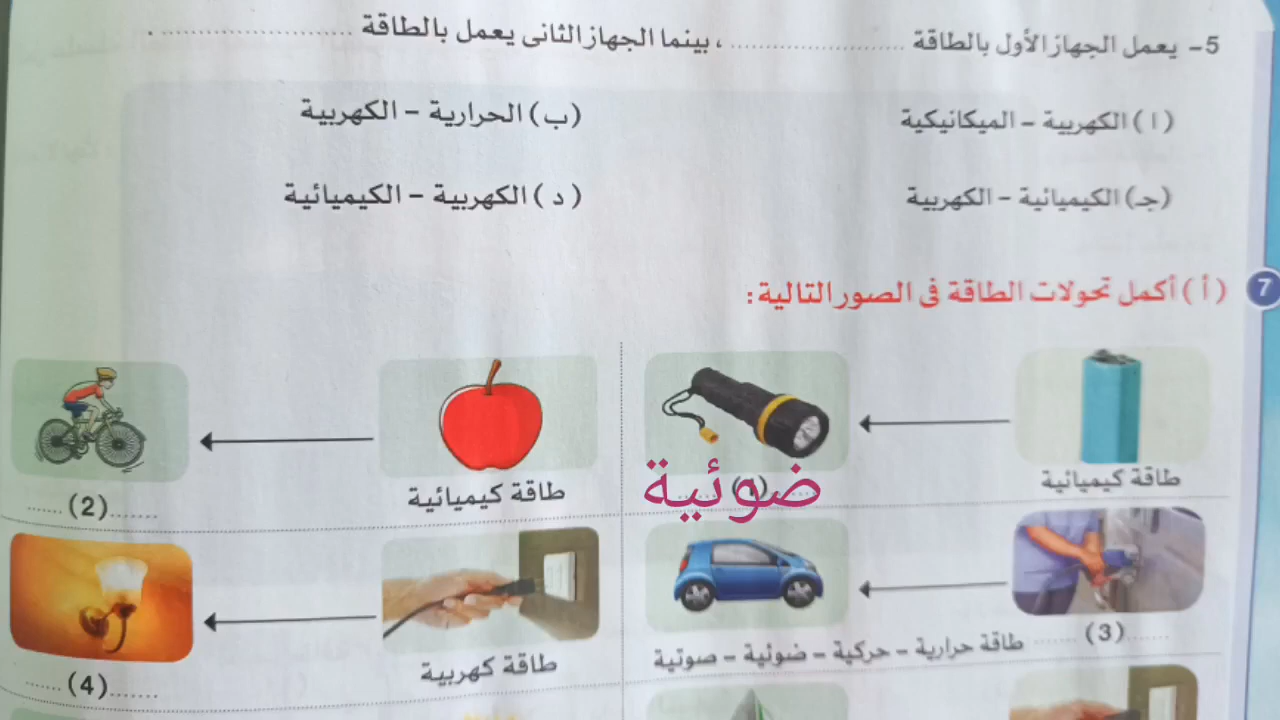 5- يعمل الجهاز الأول بالطاقة ......................... ، بينما الجهاز الثانى يعمل بالطاقة ......................... .
(ا) الكهربية - الميكانيكية
(ب) الحرارية - الكهربية
(جـ) الكيميائية - الكهربية
(د) الكهربية - الكيميائية
7 (أ) أكمل تحولات الطاقة فى الصور التالية:
طاقة كيميائية
......(1)......
ضوئية
طاقة كيميائية
......(2)......
......(3)......
طاقة حرارية - حركية - ضوئية - صوتية
طاقة كهربية
......(4)......